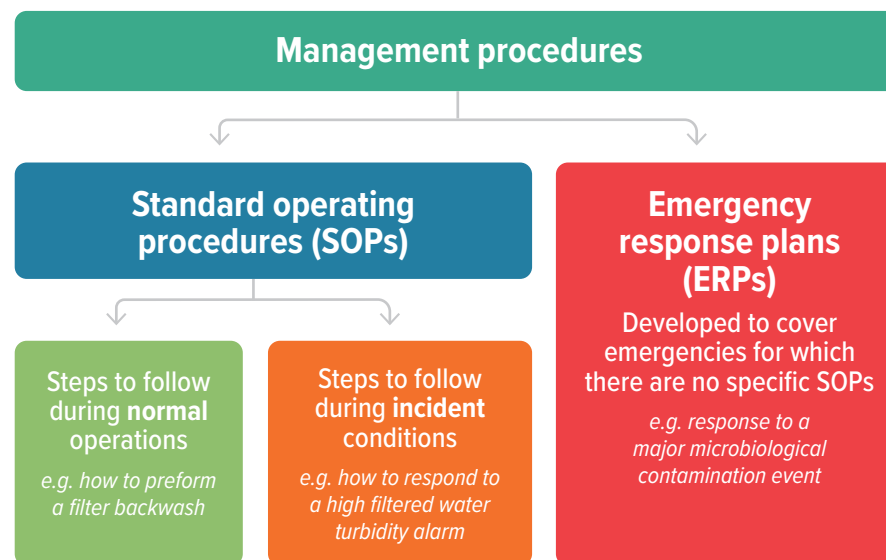 Management procedures
Standard operating
procedures (SOPs)
Steps to follow
during normal
operations
e.g. how to preform
a filter backwash
Steps to follow
during incident
conditions
e.g. how to respond to
a high filtered water
turbidity alarm
Emergency
response plans
(ERPs)
Developed to cover
emergencies for which
there are no specific SOPs
e.g. response to a
major microbiological
contamination event